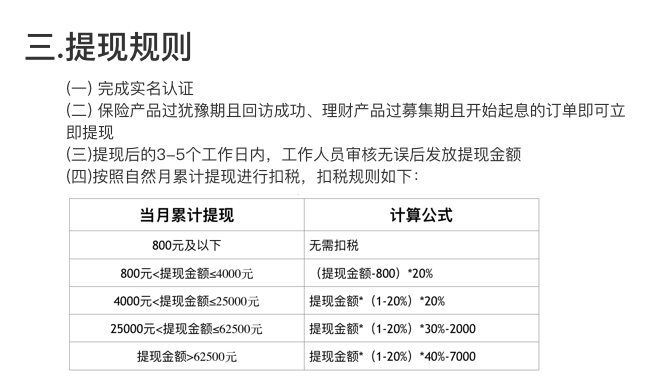 三.提现规则
(一) 完成实名认证
(二) 保险产品过犹豫期且回访成功、理财产品过募集期且开始起息的订单即可立
即提现
(三)提现后的3-5个工作日内，工作人员审核无误后发放提现金额
(四)按照自然月累计提现进行扣税，扣税规则如下：
当月累计提现 计算公式
800元及以下 无需扣税
800元<提现金额≤4000元 （提现金额-800）*20%
4000元<提现金额≤25000元 提现金额*（1-20%）*20%
25000元<提现金额≤62500元 提现金额*（1-20%）*30%-2000
提现金额>62500元 提现金额*（1-20%）*40%-7000